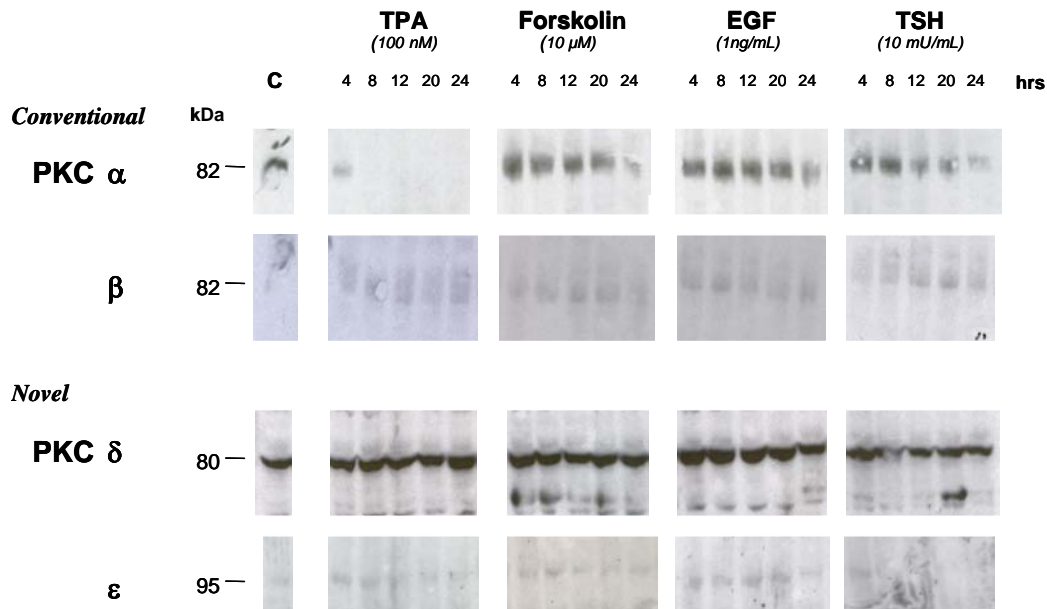 TPA Forskolin EGF TSH
(100 nM) (10 µM) (1ng/mL) (10 mU/mL)
C 4 8 12 20 24 4 8 12 20 24 4 8 12 20 24 4 8 12 20 24 hrs
Conventional kDa
PKC α 82
β 82
Novel
PKC δ 80
ε 95